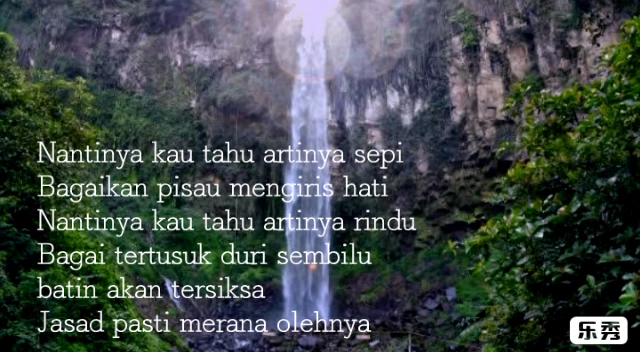 Nantinya kau tahu artinya sepi
Bagaikan pisau mengiris hati
Nantinya kau tahu artinya rindu
Bagai tertusuk duri sembilu
batin akan tersiksa
Jasad pasti merana olehnya
乐秀